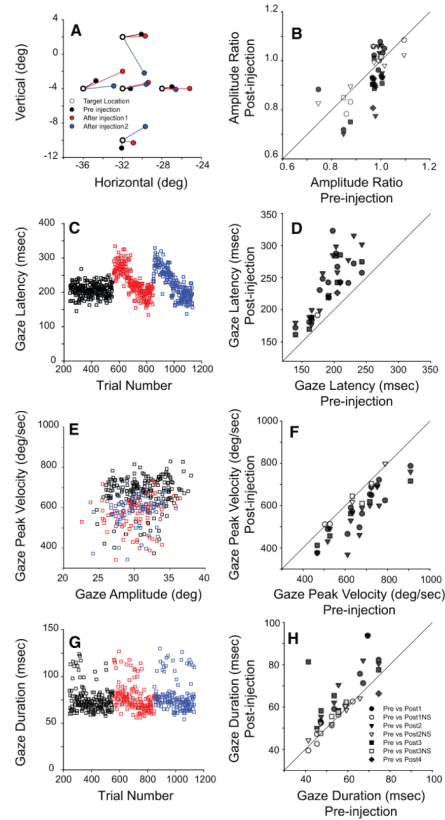 A
4
0
-4
-8
-12
Vertical (deg)
Target Location
Pre injection
After injection1
After injection2
-36
-32
-28
-24
Horizontal (deg)
B
1.2
1.0
0.8
0.6
Amplitude Ratio
Post-injection
0.6
0.8
1.0
1.2
Amplitude Ratio
Pre-injection
C
400
300
200
100
0
Gaze Latency (msec)
200 400 600 800 1000 1200
Trial Number
D
350
250
150
Gaze Latency (msec)
Post-injection
150 200 250 300 350
Gaze Latency (msec)
Pre-injection
E
1000
800
600
400
Gaze Peak Velocity (deg/sec)
20 25 30 35 40
Gaze Amplitude (deg)
F
1000
800
600
400
Gaze Peak Velocity (deg/sec)
Post-injection
400 600 800 1000
Gaze Peak Velocity (deg/sec)
Pre-injection
G
150
100
50
0
Gaze Duration (msec)
200 400 600 800 1000 1200
Trial Number
H
100
80
60
40
Gaze Duration (msec)
Post-injection
Pre vs Post1
Pre vs Post1NS
Pre vs Post2
Pre vs Post2NS
Pre vs Post3
Pre vs Post3NS
Pre vs Post4
40 60 80 100
Gaze Duration (msec)
Pre-injection